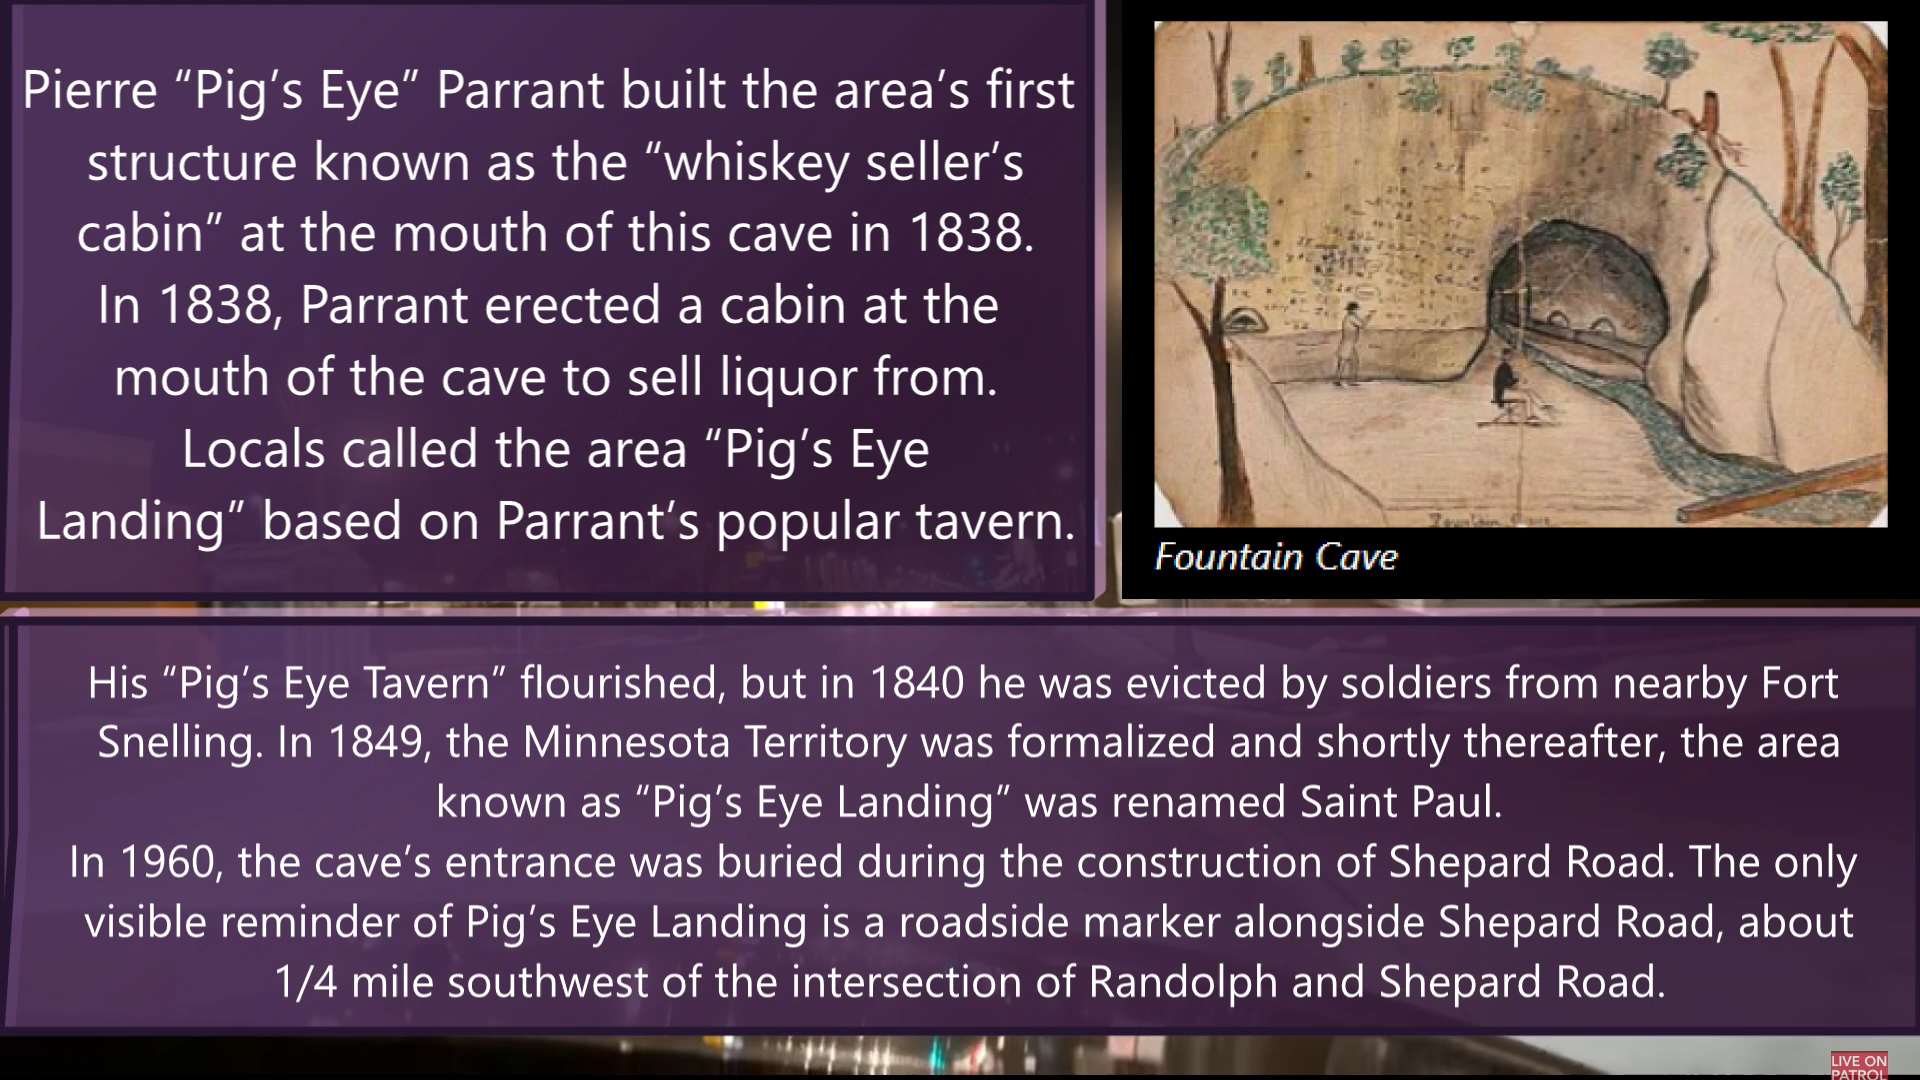 Pierre “Pig’s Eye” Parrant built the area’s first
structure known as the “whiskey seller’s
cabin” at the mouth of this cave in 1838.
In 1838, Parrant erected a cabin at the
mouth of the cave to sell liquor from.
Locals called the area “Pig’s Eye
Landing” based on Parrant’s popular tavern.
Fountain Cave
His “Pig’s Eye Tavern” flourished, but in 1840 he was evicted by soldiers from nearby Fort
Snelling. In 1849, the Minnesota Territory was formalized and shortly thereafter, the area
known as “Pig’s Eye Landing” was renamed Saint Paul.
In 1960, the cave’s entrance was buried during the construction of Shepard Road. The only
visible reminder of Pig’s Eye Landing is a roadside marker alongside Shepard Road, about
1/4 mile southwest of the intersection of Randolph and Shepard Road.
LIVE ON
PATROL